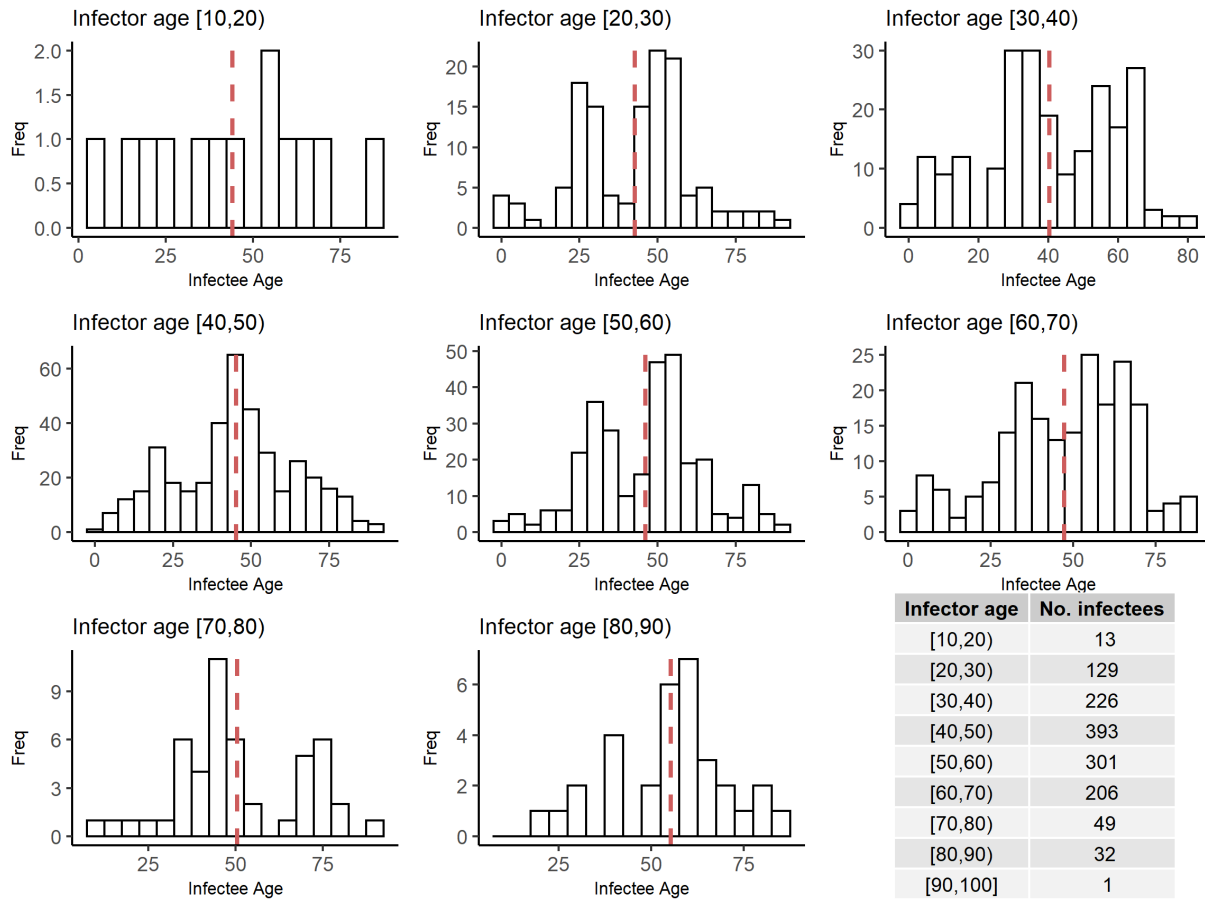 Infector age [10,20)
2.0
1.5
1.0
0.5
0.0
Freq
0 25 50 75
Infectee Age
Infector age [20,30)
20
15
10
5
0
Freq
0 25 50 75
Infectee Age
Infector age [30,40)
30
20
10
0
Freq
0 20 40 60 80
Infectee Age
Infector age [40,50)
60
40
20
0
Freq
0 25 50 75
Infectee Age
Infector age [50,60)
50
40
30
20
10
0
Freq
0 25 50 75
Infectee Age
Infector age [60,70)
25
20
15
10
5
0
Freq
0 25 50 75
Infectee Age
Infector age [70,80)
9
6
3
0
Freq
25 50 75
Infectee Age
Infector age [80,90)
6
4
2
0
Freq
25 50 75
Infectee Age
Infector age No. infectees
[10,20) 13
[20,30) 129
[30,40) 226
[40,50) 393
[50,60) 301
[60,70) 206
[70,80) 49
[80,90) 32
[90,100] 1